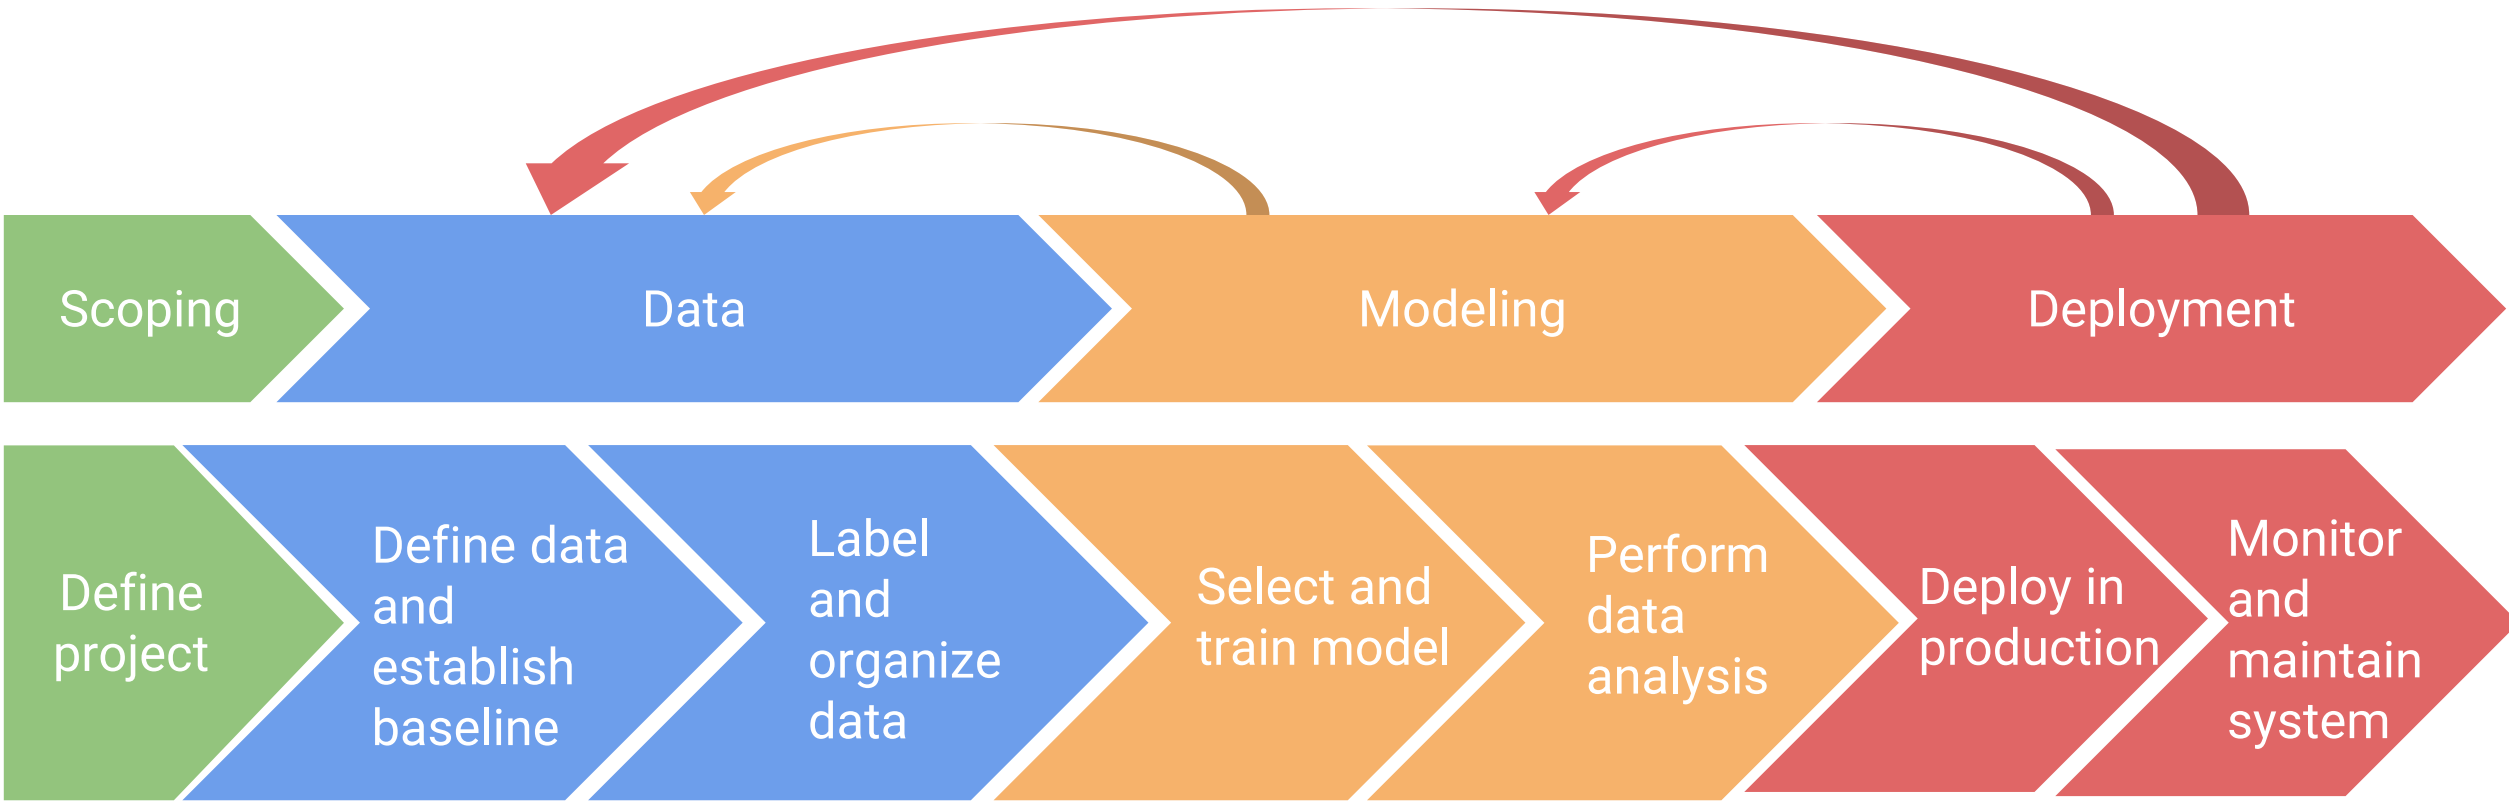 Scoping
Data
Modeling
Deployment
Define
project
Define data
and
establish
baseline
Label
and
organize
data
Select and
train model
Perform
data
analysis
Deploy in
production
Monitor
and
maintain
system